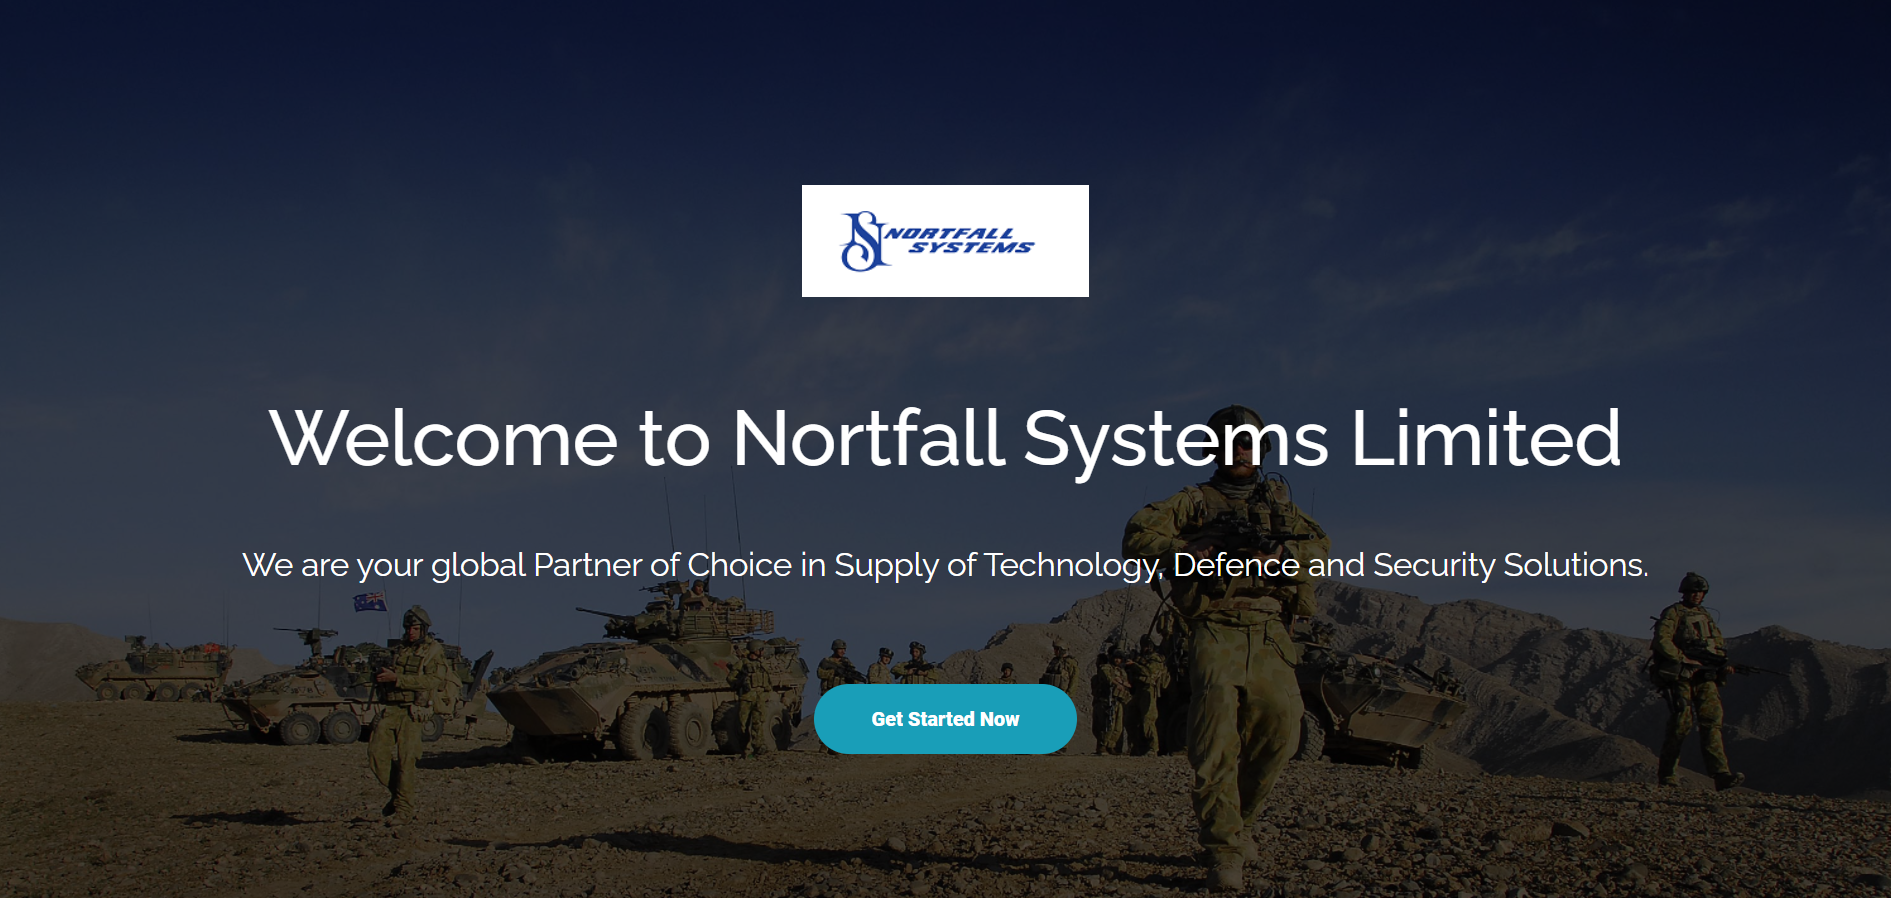 NORTFALL
SYSTEMS
Welcome to Nortfall Systems Limited
We are your global Partner of Choice in Supply of Technology, Defence and Security Solutions.
Get Started Now